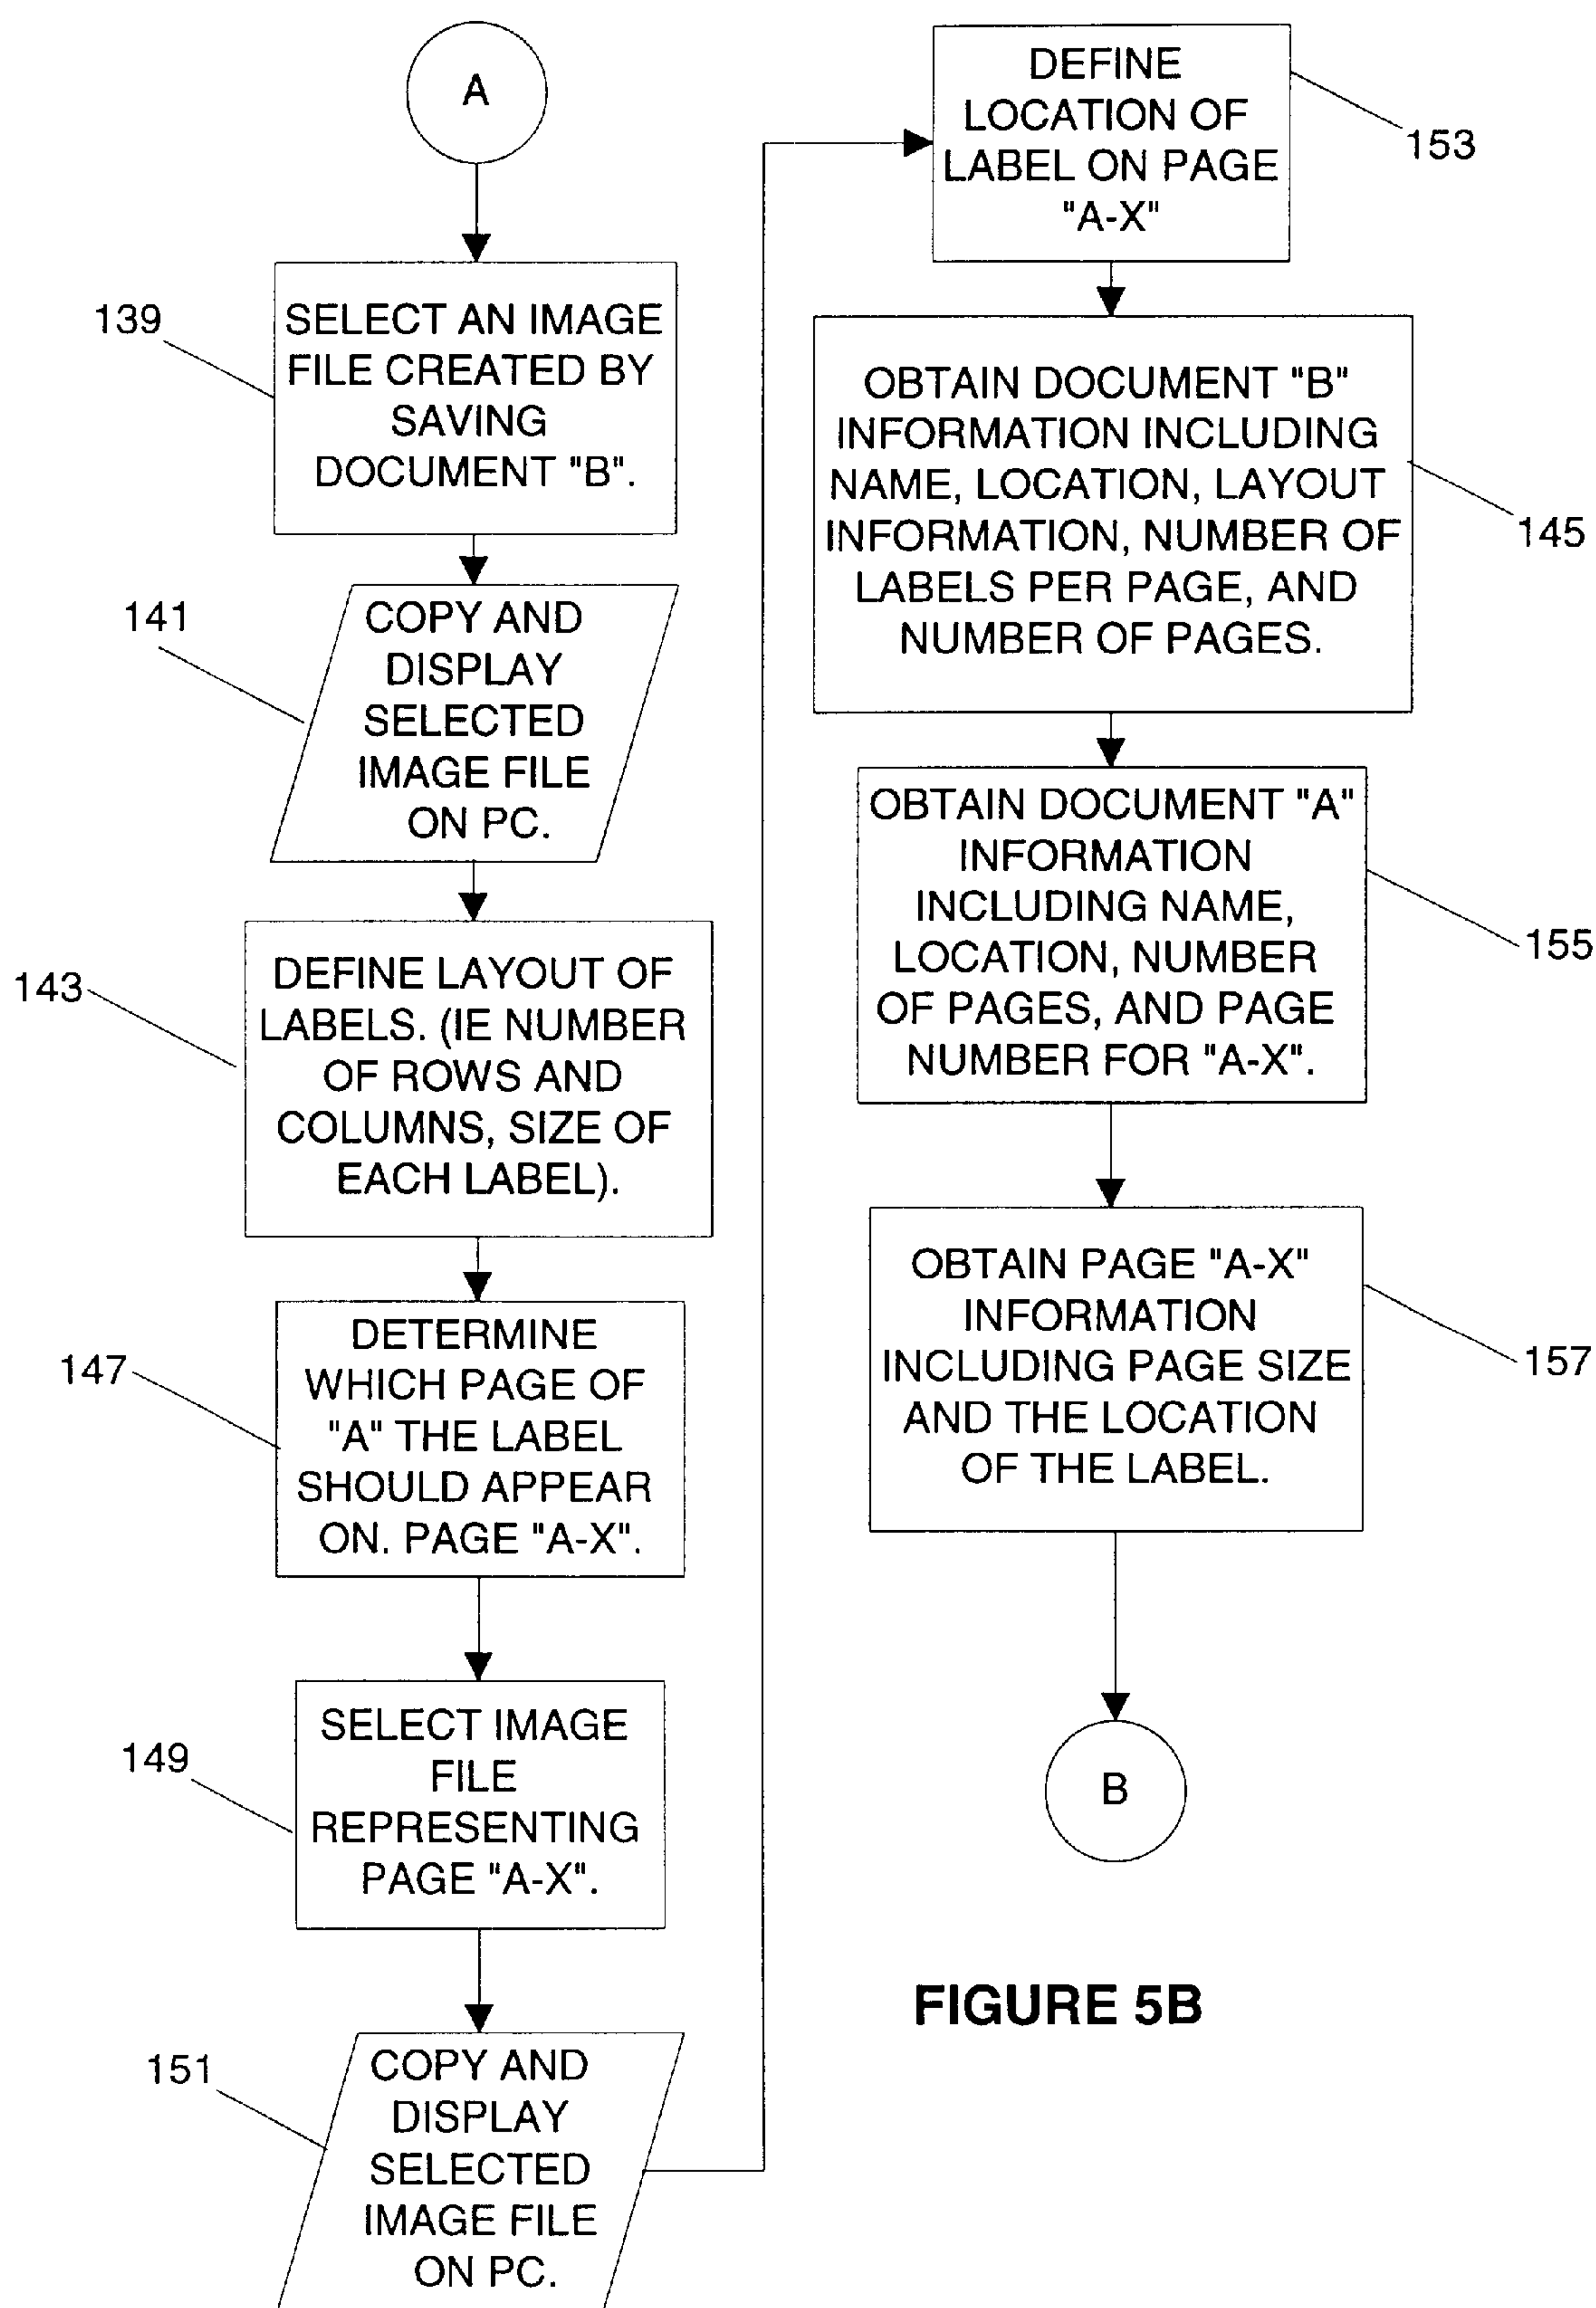 A
139
SELECT AN IMAGE
FILE CREATED BY
SAVING
DOCUMENT "B".
141
COPY AND
DISPLAY
SELECTED
IMAGE FILE
ON PC.
143
DEFINE LAYOUT OF
LABELS. (IE NUMBER
OF ROWS AND
COLUMNS, SIZE OF
EACH LABEL).
147
DETERMINE
WHICH PAGE OF
"A" THE LABEL
SHOULD APPEAR
ON. PAGE "A-X".
149
SELECT IMAGE
FILE
REPRESENTING
PAGE "A-X".
151
COPY AND
DISPLAY
SELECTED
IMAGE FILE
ON PC.
DEFINE
LOCATION OF
LABEL ON PAGE
"A-X"
153
OBTAIN DOCUMENT "B"
INFORMATION INCLUDING
NAME, LOCATION, LAYOUT
INFORMATION, NUMBER OF
LABELS PER PAGE, AND
NUMBER OF PAGES.
145
OBTAIN DOCUMENT "A"
INFORMATION
INCLUDING NAME,
LOCATION, NUMBER
OF PAGES, AND PAGE
NUMBER FOR "A-X".
155
OBTAIN PAGE "A-X"
INFORMATION
INCLUDING PAGE SIZE
AND THE LOCATION
OF THE LABEL.
157
B
FIGURE 5B